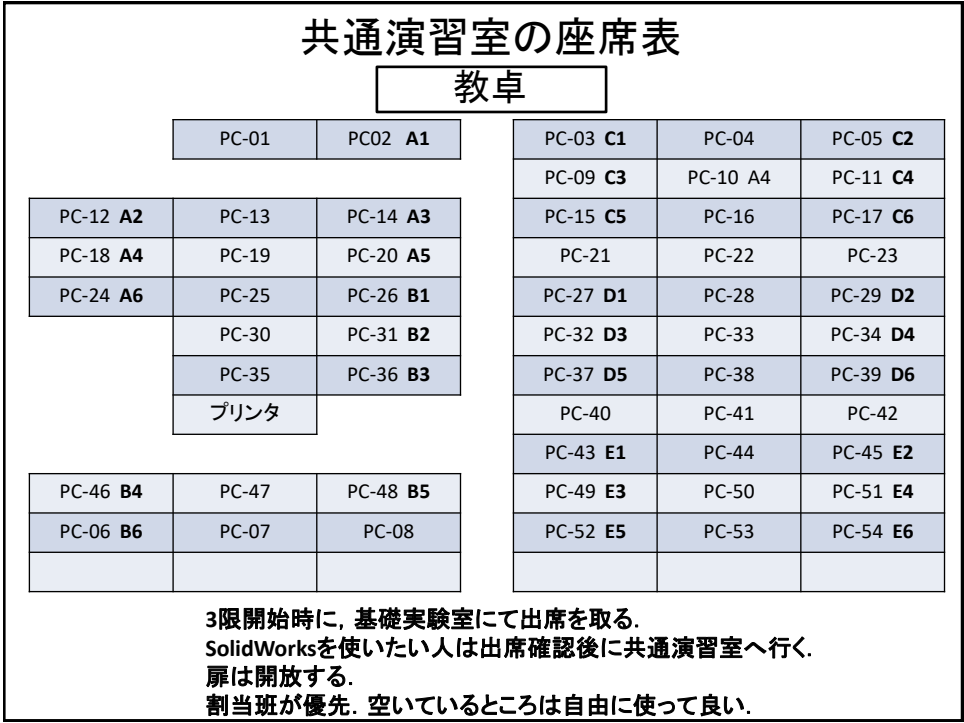 共通演習室の座席表
教卓
PC-01 PC02 A1 PC-03 C1 PC-04 PC-05 C2
PC-09 C3 PC-10 A4 PC-11 C4
PC-12 A2 PC-13 PC-14 A3 PC-15 C5 PC-16 PC-17 C6
PC-18 A4 PC-19 PC-20 A5 PC-21 PC-22 PC-23
PC-24 A6 PC-25 PC-26 B1 PC-27 D1 PC-28 PC-29 D2
PC-30 PC-31 B2 PC-32 D3 PC-33 PC-34 D4
PC-35 PC-36 B3 PC-37 D5 PC-38 PC-39 D6
プリンタ PC-40 PC-41 PC-42
PC-43 E1 PC-44 PC-45 E2
PC-46 B4 PC-47 PC-48 B5 PC-49 E3 PC-50 PC-51 E4
PC-06 B6 PC-07 PC-08 PC-52 E5 PC-53 PC-54 E6
3限開始時に，基礎実験室にて出席を取る．
SolidWorksを使いたい人は出席確認後に共通演習室へ行く．
扉は開放する．
割当班が優先．空いているところは自由に使って良い．